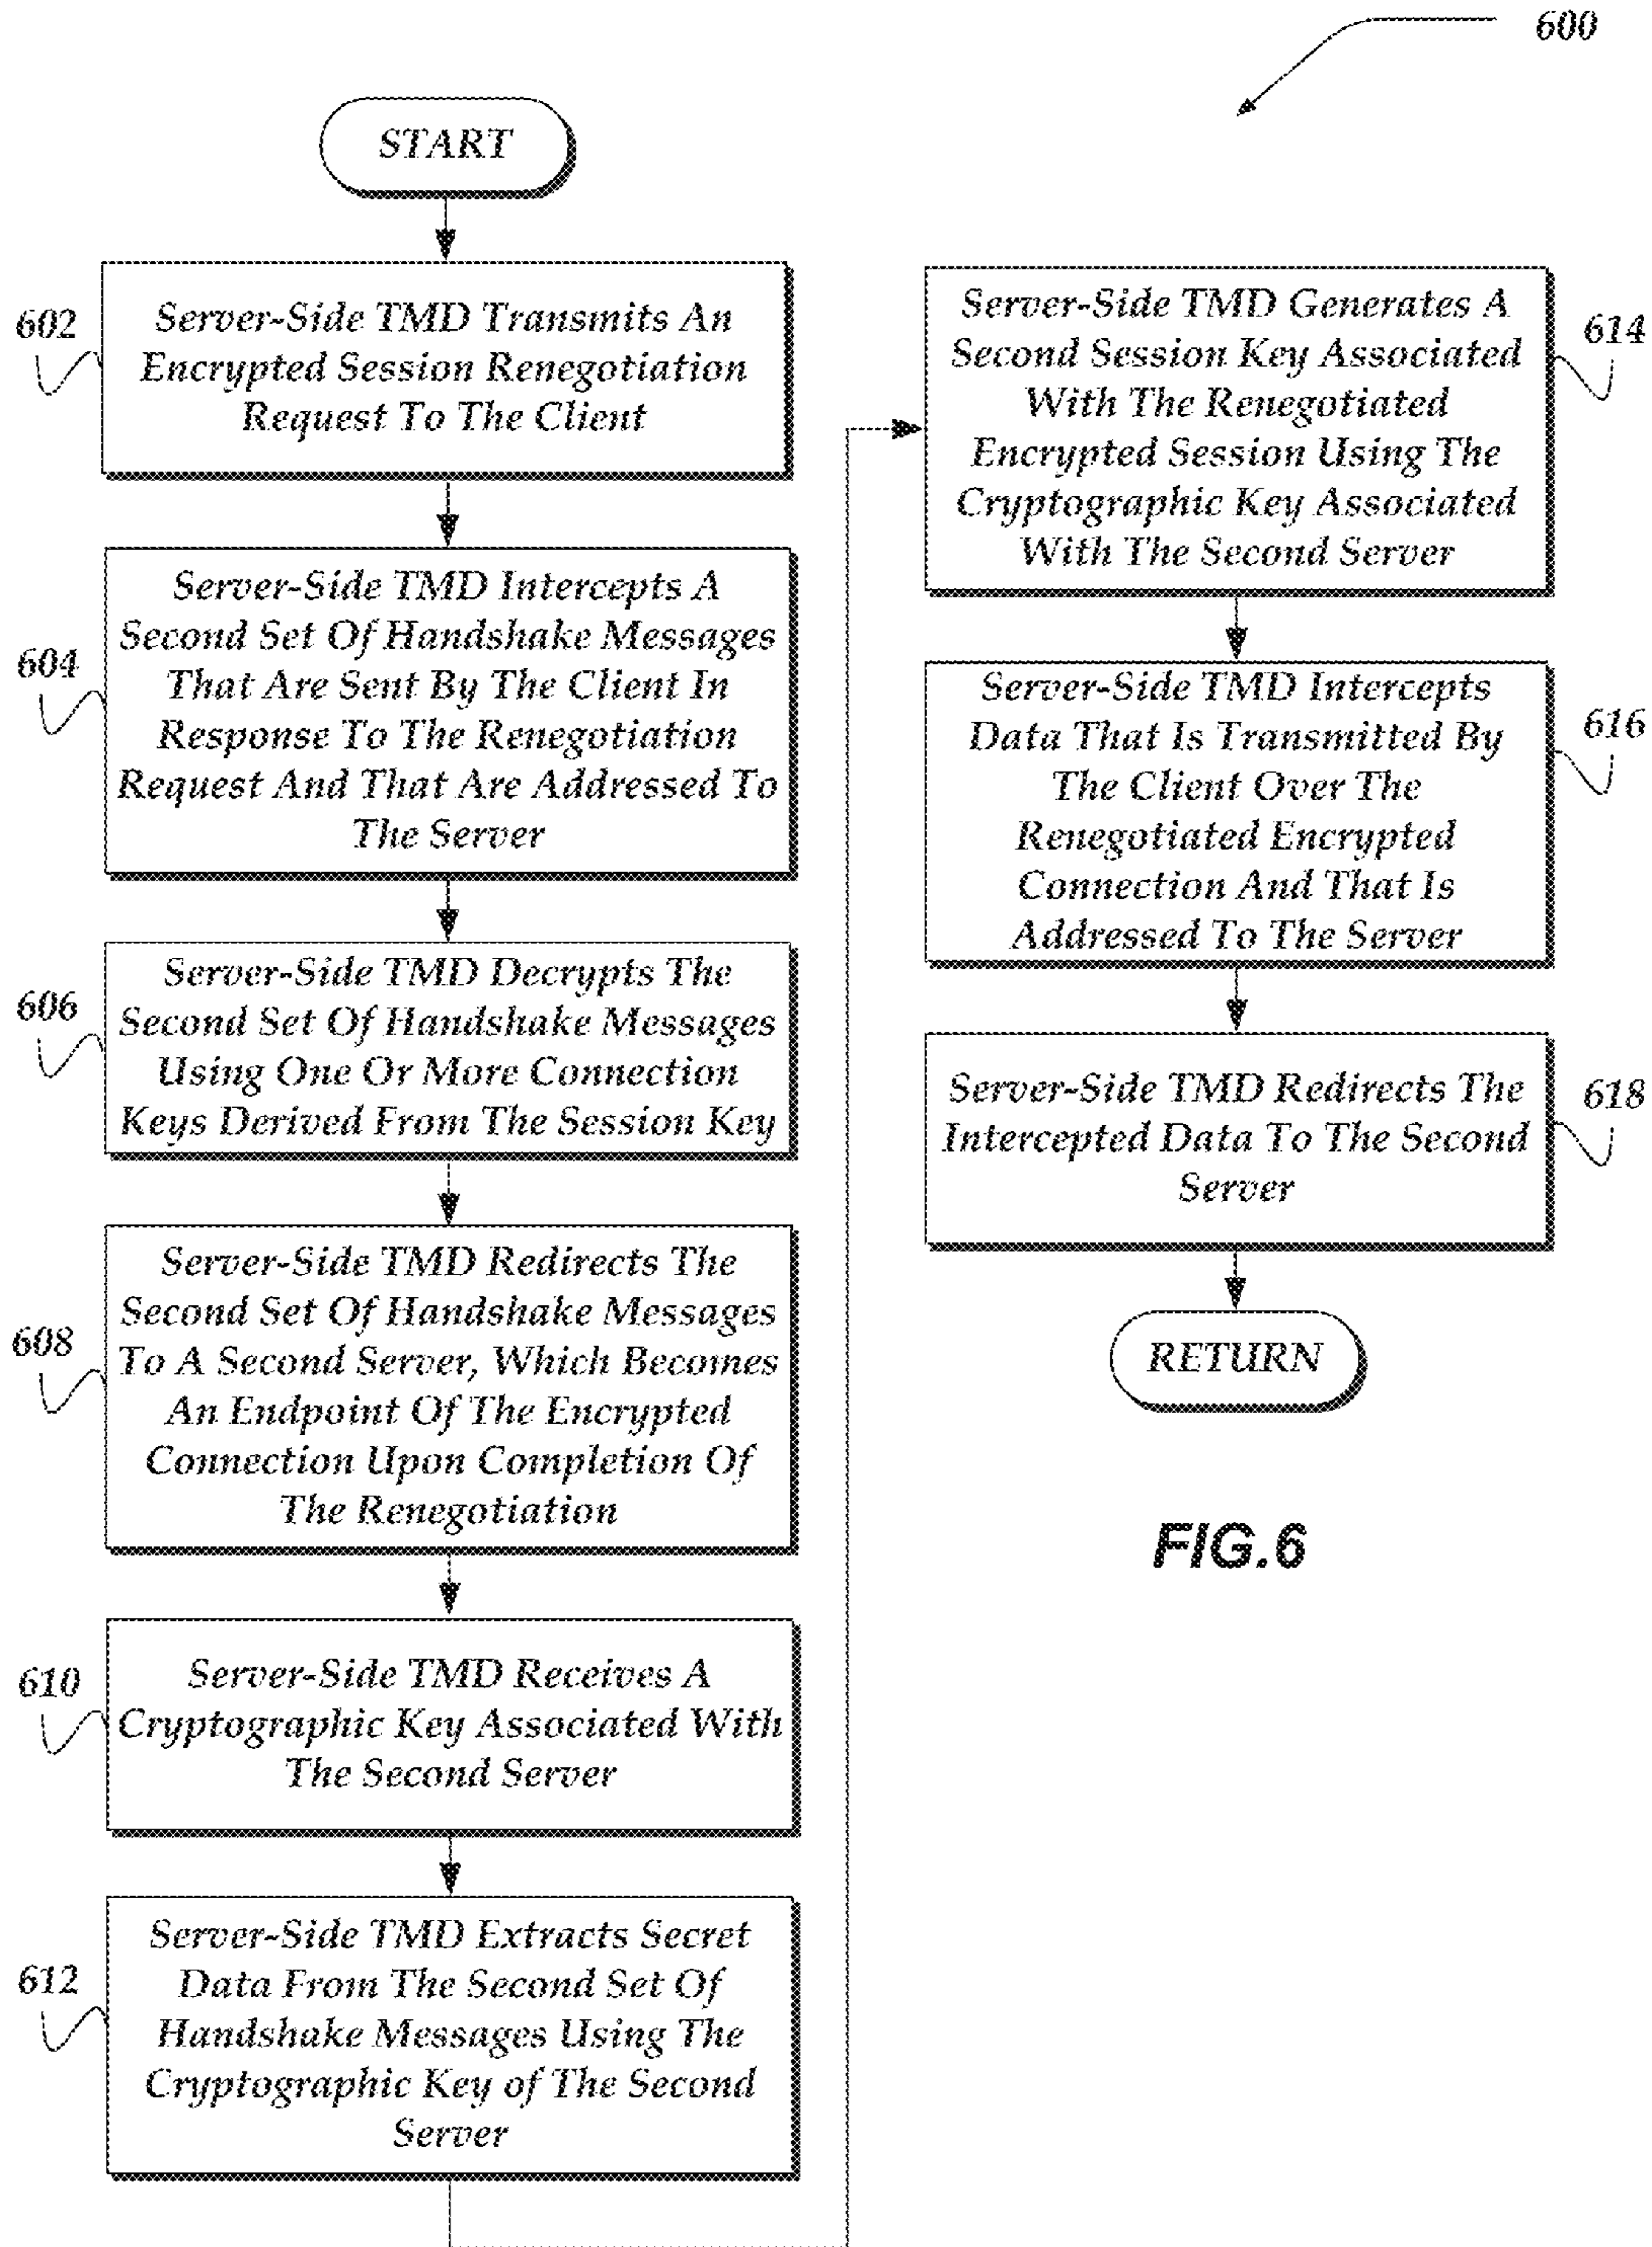 600
START
602
Server-Side TMD Transmits An
Encrypted Session Renegotiation
Request To The Client
604
Server-Side TMD Intercepts A
Second Set Of Handshake Messages
That Are Sent By The Client In
Response To The Renegotiation
Request And That Are Addressed To
The Server
606
Server-Side TMD Decrypts The
Second Set Of Handshake Messages
Using One Or More Connection
Keys Derived From The Session Key
608
Server-Side TMD Redirects The
Second Set Of Handshake Messages
To A Second Server, Which Becomes
An Endpoint Of The Encrypted
Connection Upon Completion Of
The Renegotiation
610
Server-Side TMD Receives A
Cryptographic Key Associated With
The Second Server
612
Server-Side TMD Extracts Secret
Data From The Second Set Of
Handshake Messages Using The
Cryptographic Key of The Second
Server
614
Server-Side TMD Generates A
Second Session Key Associated
With The Renegotiated
Encrypted Session Using The
Cryptographic Key Associated
With The Second Server
616
Server-Side TMD Intercepts
Data That Is Transmitted By
The Client Over The
Renegotiated Encrypted
Connection And That Is
Addressed To The Server
618
Server-Side TMD Redirects The
Intercepted Data To The Second
Server
RETURN
FIG.6